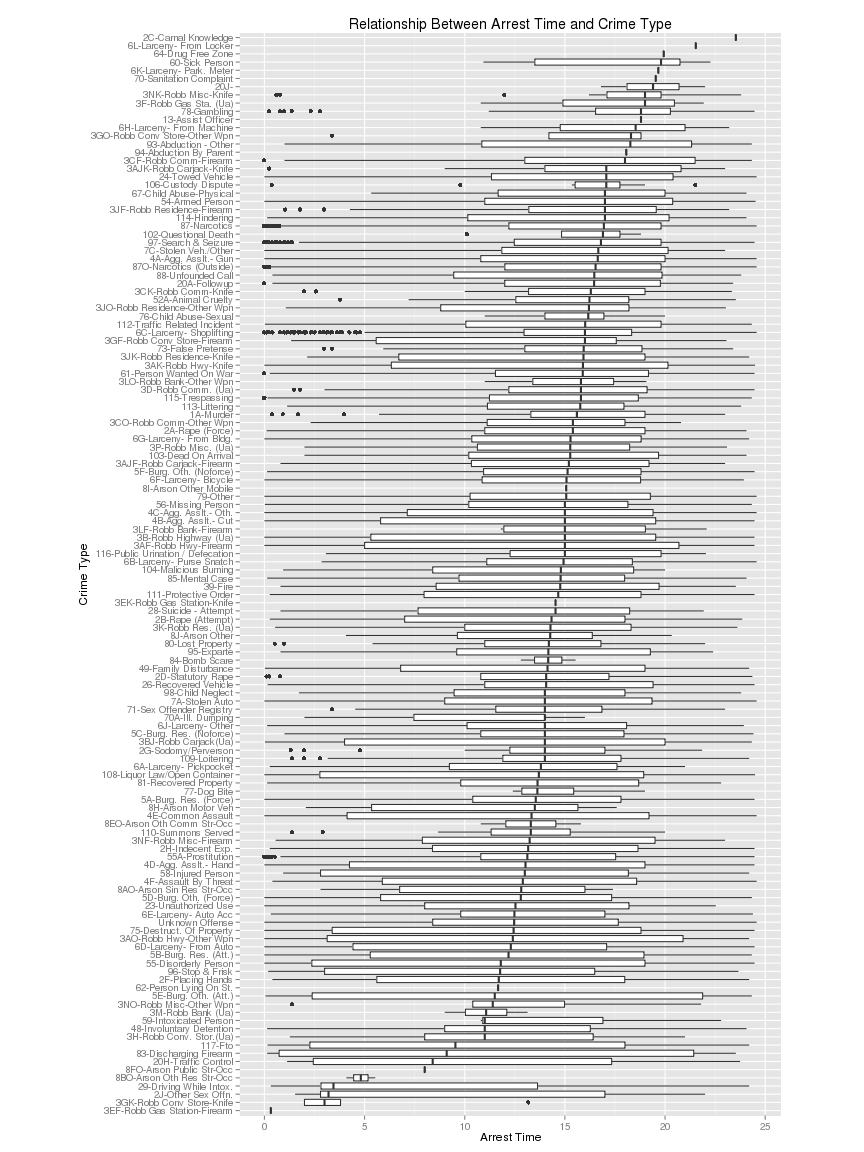 Relationship Between Arrest Time and Crime Type
2C-Carnal Knowledge
6L-Larceny- From Locker
64-Drug Free Zone
60-Sick Person
6K-Larceny- Park. Meter
70-Sanitation Complaint
20J-
3NK-Robb Misc-Knife
3F-Robb Gas Sta. (Ua)
78-Gambling
13-Assist Officer
6H-Larceny- From Machine
3GO-Robb Conv Store-Other Wpn
93-Abduction - Other
94-Abduction By Parent
3CF-Robb Comm-Firearm
3AJK-Robb Carjack-Knife
24-Towed Vehicle
106-Custody Dispute
67-Child Abuse-Physical
54-Armed Person
3JF-Robb Residence-Firearm
114-Hindering
87-Narcotics
102-Questional Death
97-Search & Seizure
7C-Stolen Veh./Other
4A-Agg. Asslt.- Gun
87O-Narcotics (Outside)
88-Unfounded Call
20A-Followup
3CK-Robb Comm-Knife
52A-Animal Cruelty
3JO-Robb Residence-Other Wpn
76-Child Abuse-Sexual
112-Traffic Related Incident
6C-Larceny- Shoplifting
3GF-Robb Conv Store-Firearm
73-False Pretense
3JK-Robb Residence-Knife
3AK-Robb Hwy-Knife
61-Person Wanted On War
3LO-Robb Bank-Other Wpn
3D-Robb Comm. (Ua)
115-Trespassing
113-Littering
1A-Murder
3CO-Robb Comm-Other Wpn
2A-Rape (Force)
6G-Larceny- From Bldg.
3P-Robb Misc. (Ua)
103-Dead On Arrival
3AJF-Robb Carjack-Firearm
5F-Burg. Oth. (Noforce)
6F-Larceny- Bicycle
8I-Arson Other Mobile
79-Other
56-Missing Person
4C-Agg. Asslt.- Oth.
4B-Agg. Asslt.- Cut
3LF-Robb Bank-Firearm
3B-Robb Highway (Ua)
3AF-Robb Hwy-Firearm
116-Public Urination / Defecation
6B-Larceny- Purse Snatch
104-Malicious Burning
85-Mental Case
39-Fire
111-Protective Order
3EK-Robb Gas Station-Knife
28-Suicide - Attempt
2B-Rape (Attempt)
3K-Robb Res. (Ua)
8J-Arson Other
80-Lost Property
95-Exparte
84-Bomb Scare
49-Family Disturbance
2D-Statutory Rape
26-Recovered Vehicle
98-Child Neglect
7A-Stolen Auto
71-Sex Offender Registry
70A-Ill. Dumping
6J-Larceny- Other
5C-Burg. Res. (Noforce)
3BJ-Robb Carjack(Ua)
2G-Sodomy/Perverson
109-Loitering
6A-Larceny- Pickpocket
108-Liquor Law/Open Container
81-Recovered Property
77-Dog Bite
5A-Burg. Res. (Force)
8H-Arson Motor Veh
4E-Common Assault
8EO-Arson Oth Comm Str-Occ
110-Summons Served
3NF-Robb Misc-Firearm
2H-Indecent Exp.
55A-Prostitution
4D-Agg. Asslt.- Hand
58-Injured Person
4F-Assault By Threat
8AO-Arson Sin Res Str-Occ
5D-Burg. Oth. (Force)
23-Unauthorized Use
6E-Larceny- Auto Acc
Unknown Offense
75-Destruct. Of Property
3AO-Robb Hwy-Other Wpn
6D-Larceny- From Auto
5B-Burg. Res. (Att.)
55-Disorderly Person
96-Stop & Frisk
2F-Placing Hands
62-Person Lying On St.
5E-Burg. Oth. (Att.)
3NO-Robb Misc-Other Wpn
3M-Robb Bank (Ua)
59-Intoxicated Person
48-Involuntary Detention
3H-Robb Conv. Stor.(Ua)
117-Fto
83-Discharging Firearm
20H-Traffic Control
8FO-Arson Public Str-Occ
8BO-Arson Oth Res Str-Occ
29-Driving While Intox.
2J-Other Sex Offn.
3GK-Robb Conv Store-Knife
3EF-Robb Gas Station-Firearm
Crime Type
0 5 10 15 20 25
Arrest Time